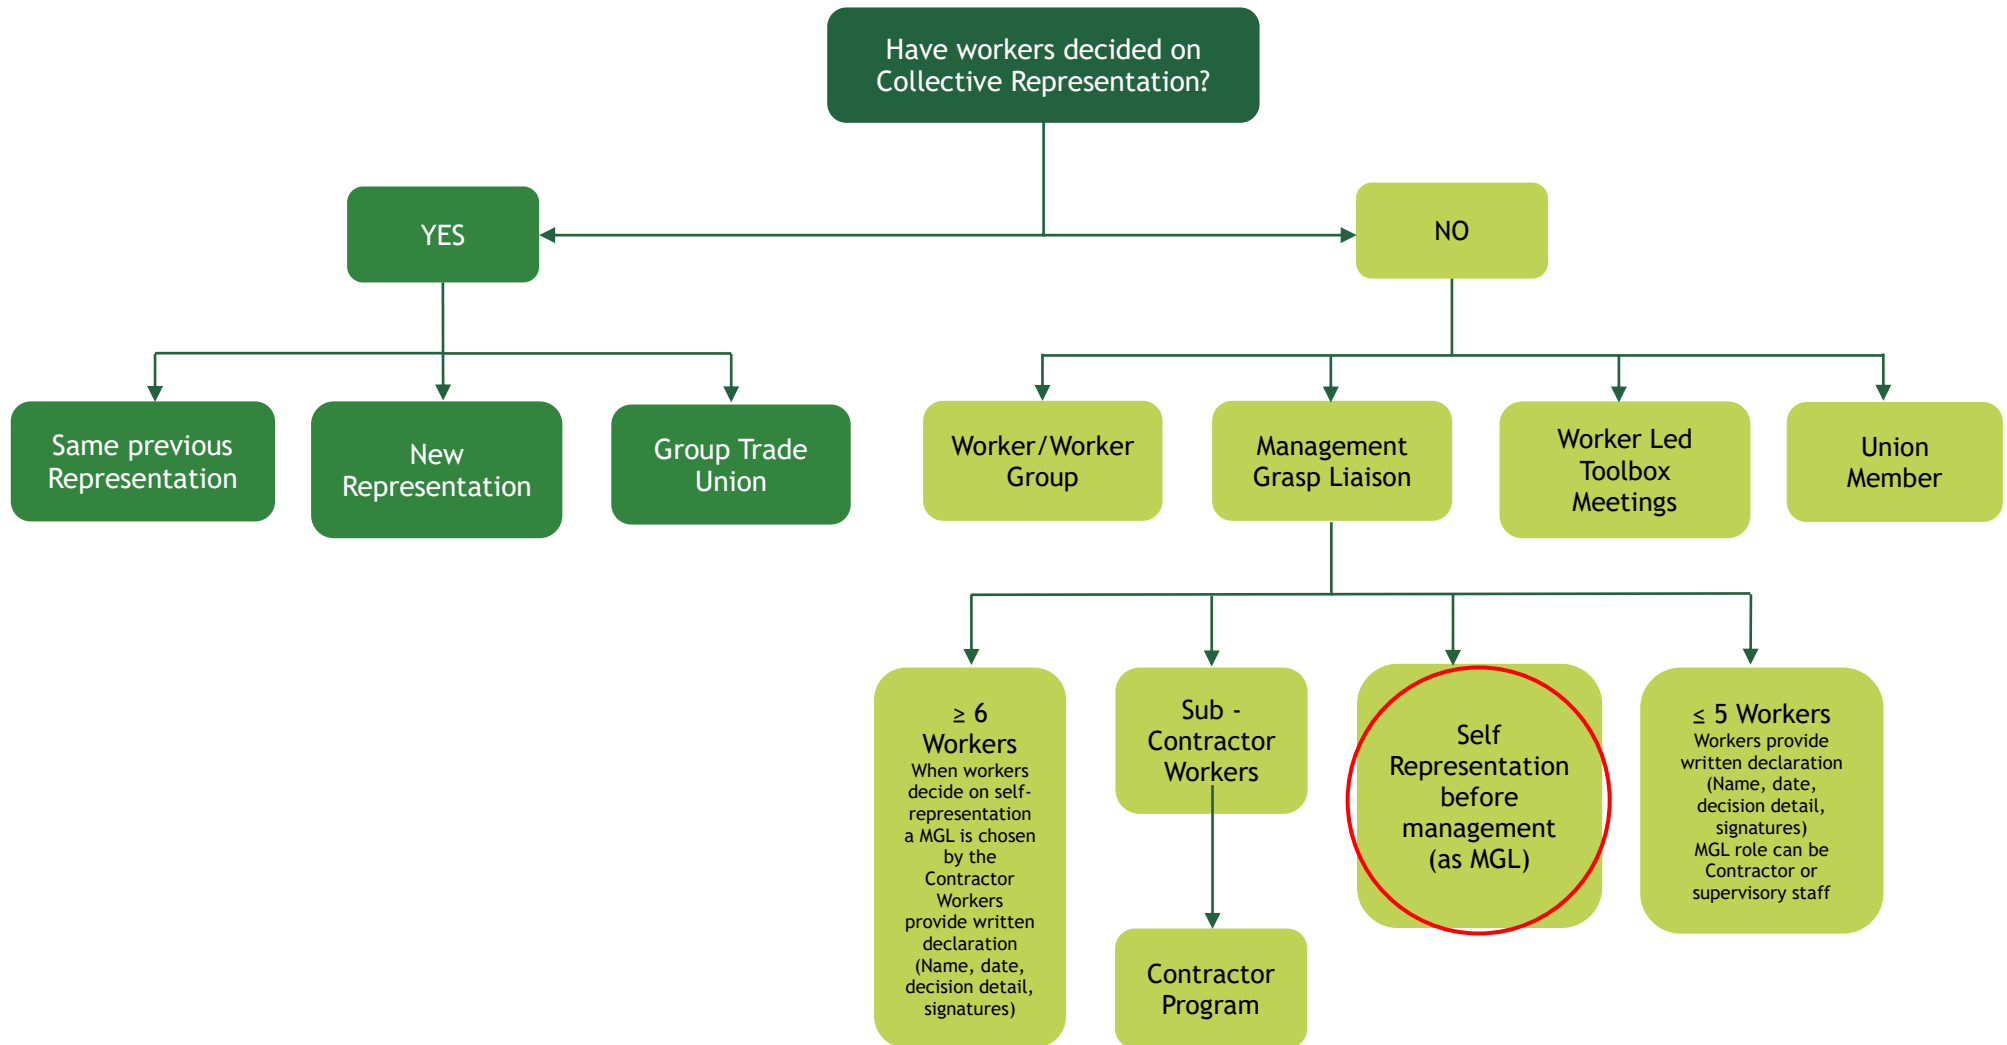 Have workers decided on
Collective Representation?
YES
NO
Same previous
Representation
New
Representation
Group Trade
Union
Worker/Worker
Group
Management
Grasp Liaison
Worker Led
Toolbox
Meetings
Union
Member
≥ 6
Workers
When workers
decide on self-
representation
a MGL is chosen
by the
Contractor
Workers
provide written
declaration
(Name, date,
decision detail,
signatures)
Sub -
Contractor
Workers
Self
Representation
before
management
(as MGL)
≤ 5 Workers
Workers provide
written declaration
(Name, date,
decision detail,
signatures)
MGL role can be
Contractor or
supervisory staff
Contractor
Program